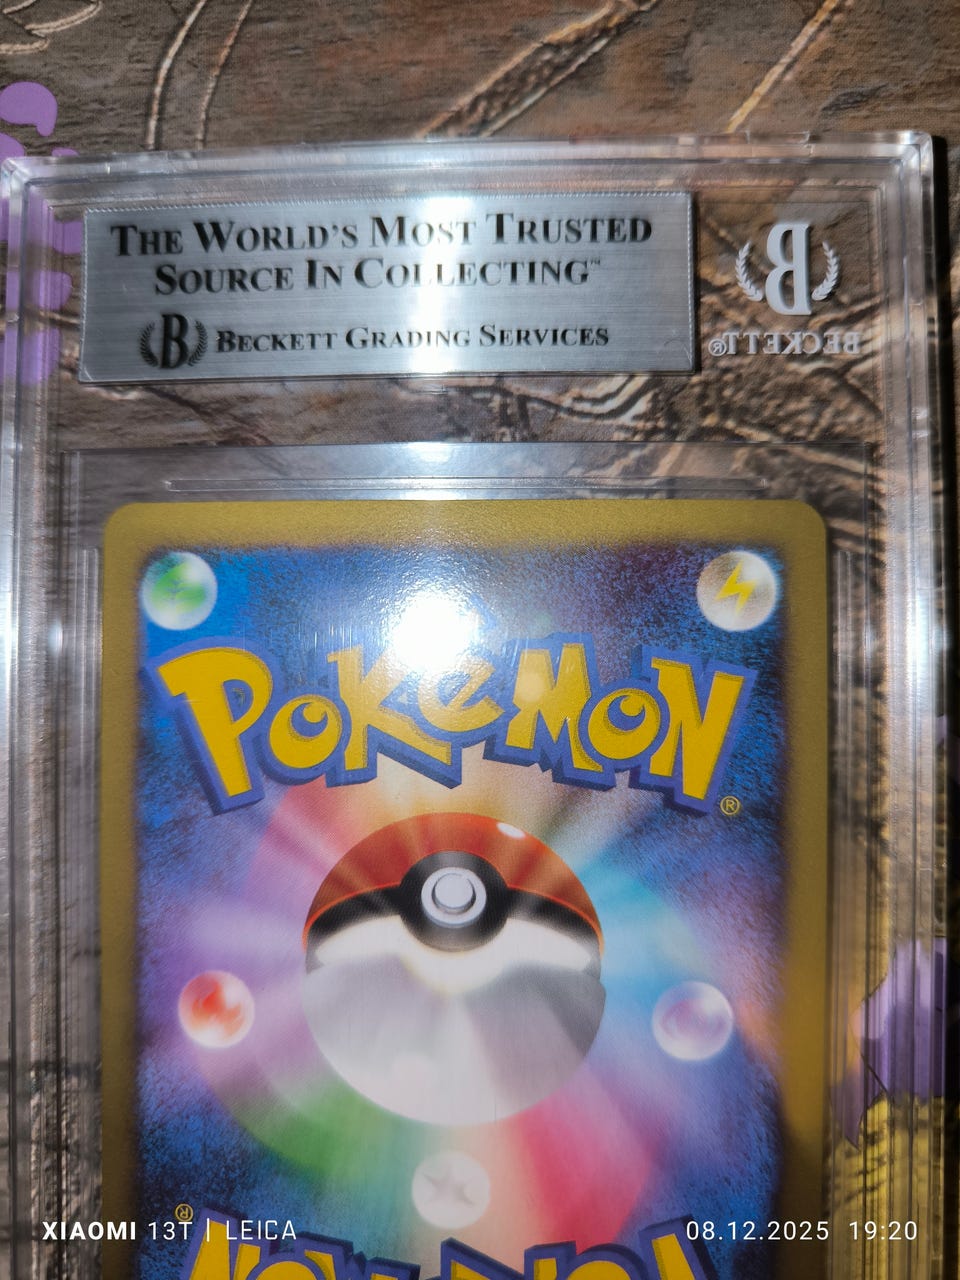 THE WORLD'S MOST TRUSTED
SOURCE IN COLLECTING™
B BECKETT GRADING SERVICES
B
BECKETT®
POKéMON
®
®
POKéMON
XIAOMI 13T | LEICA
08.12.2025 19:20